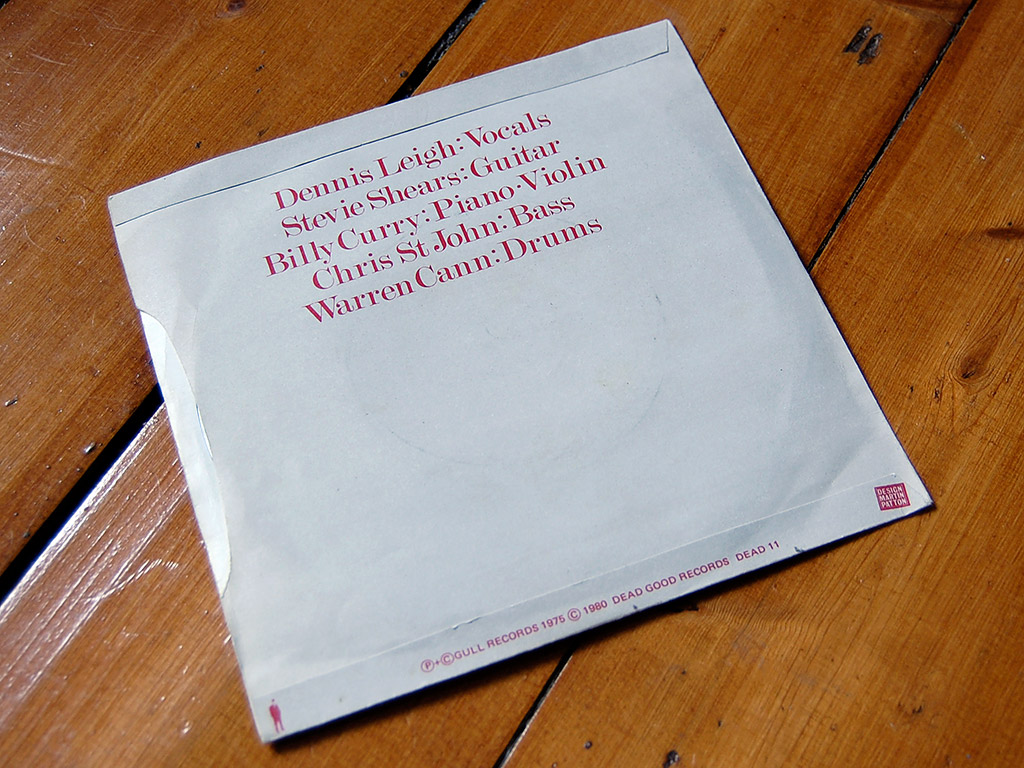 Dennis Leigh: Vocals
Stevie Shears: Guitar
Billy Curry: Piano·Violin
Chris St John: Bass
Warren Cann: Drums
DESIGN
MARTIN
PATTON
Ⓟ+©GULL RECORDS 1975 © 1980 DEAD GOOD RECORDS DEAD 11